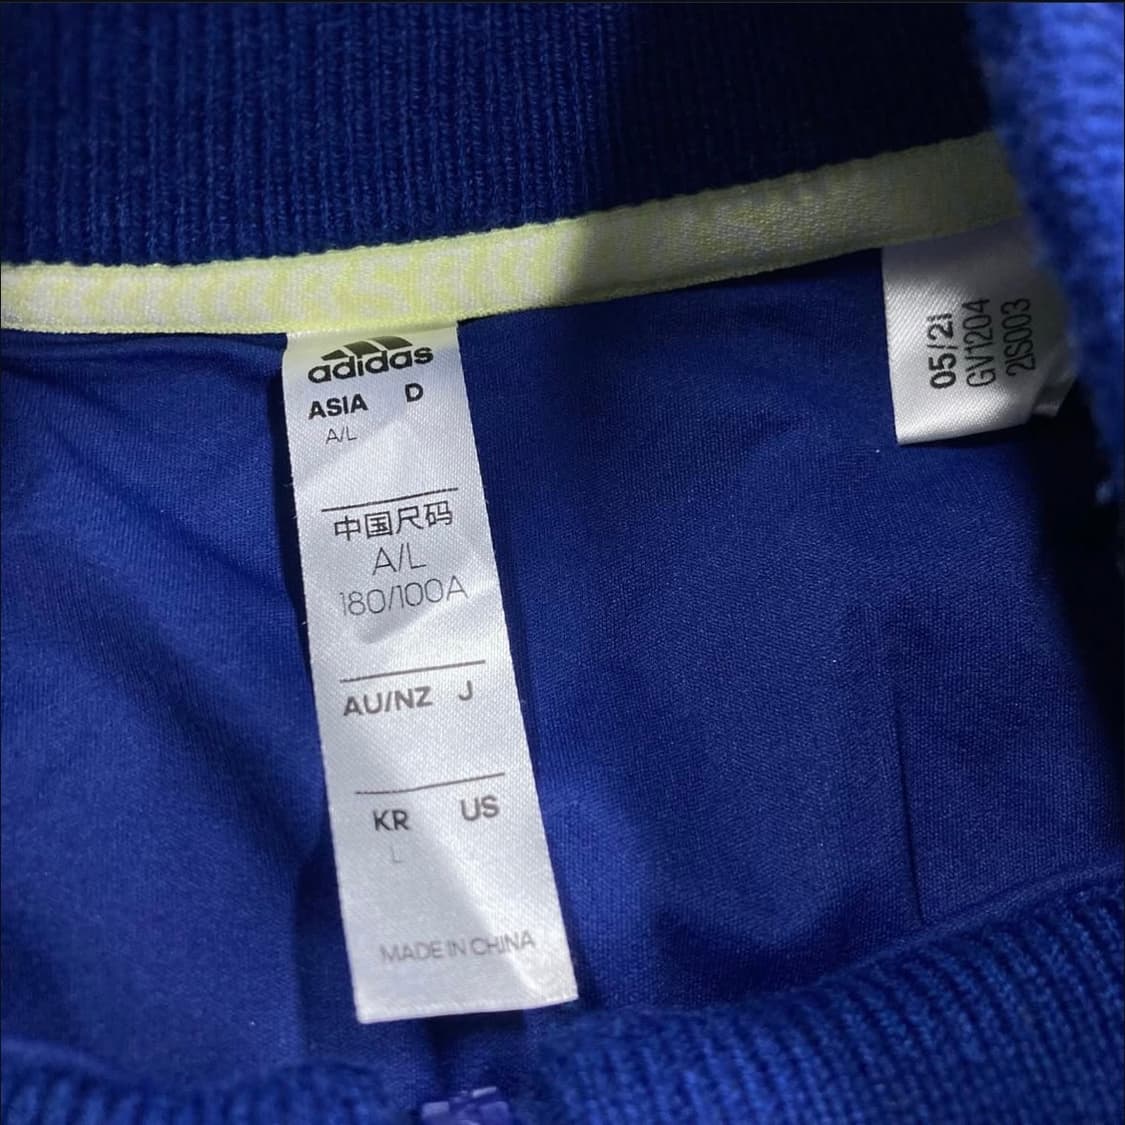 adidas
ASIA D
A/L
中国尺码
A/L
180/100A
AU/NZ J
KR US
L
MADE IN CHINA
05/21
GV1204
2IS003